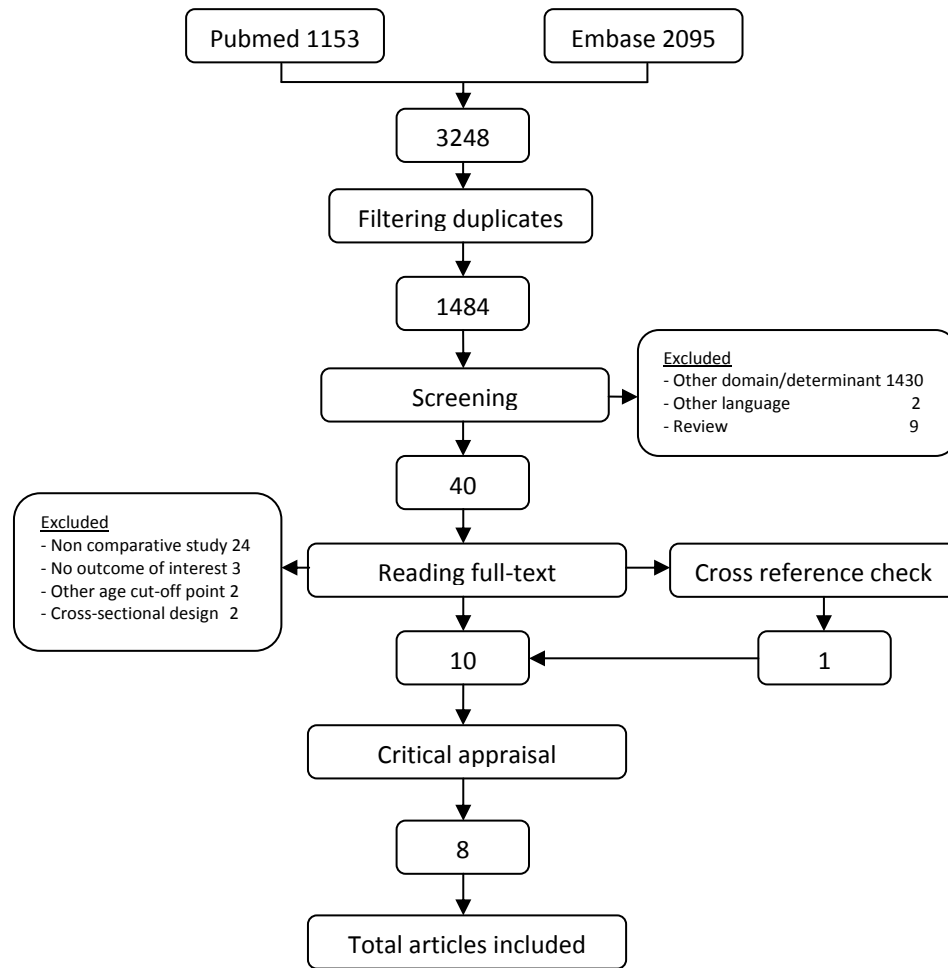 Pubmed 1153
Embase 2095
3248
Filtering duplicates
1484
Screening
Excluded
- Other domain/determinant 1430
- Other language 2
- Review 9
40
Excluded
- Non comparative study 24
- No outcome of interest 3
- Other age cut-off point 2
- Cross-sectional design 2
Reading full-text
Cross reference check
10
1
Critical appraisal
8
Total articles included